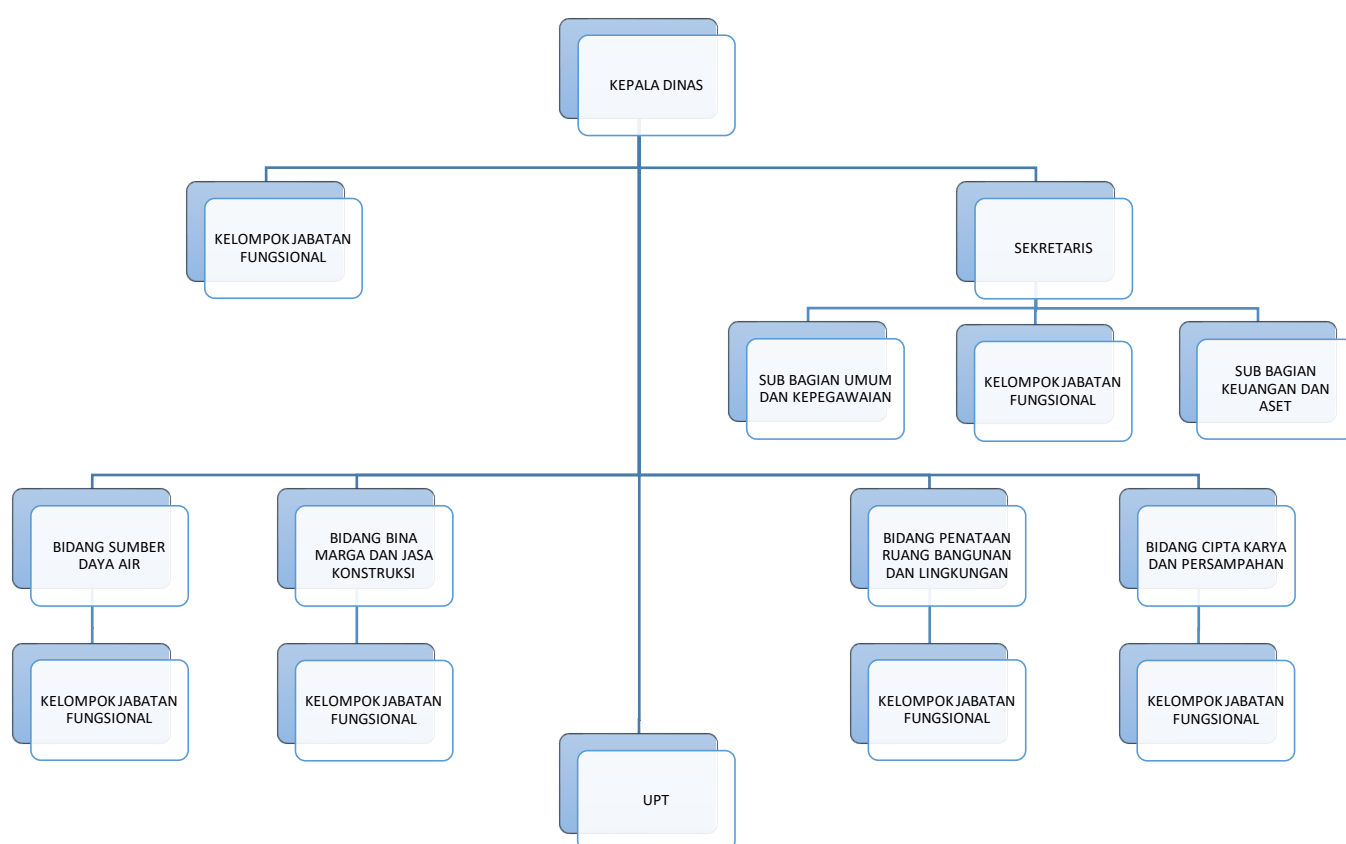 KEPALA DINAS
KELOMPOK JABATAN
FUNGSIONAL
SEKRETARIS
SUB BAGIAN UMUM
DAN KEPEGAWAIAN
KELOMPOK JABATAN
FUNGSIONAL
SUB BAGIAN
KEUANGAN DAN
ASET
BIDANG SUMBER
DAYA AIR
BIDANG BINA
MARGA DAN JASA
KONSTRUKSI
BIDANG PENATAAN
RUANG BANGUNAN
DAN LINGKUNGAN
BIDANG CIPTA KARYA
DAN PERSAMPAHAN
KELOMPOK JABATAN
FUNGSIONAL
KELOMPOK JABATAN
FUNGSIONAL
KELOMPOK JABATAN
FUNGSIONAL
KELOMPOK JABATAN
FUNGSIONAL
UPT